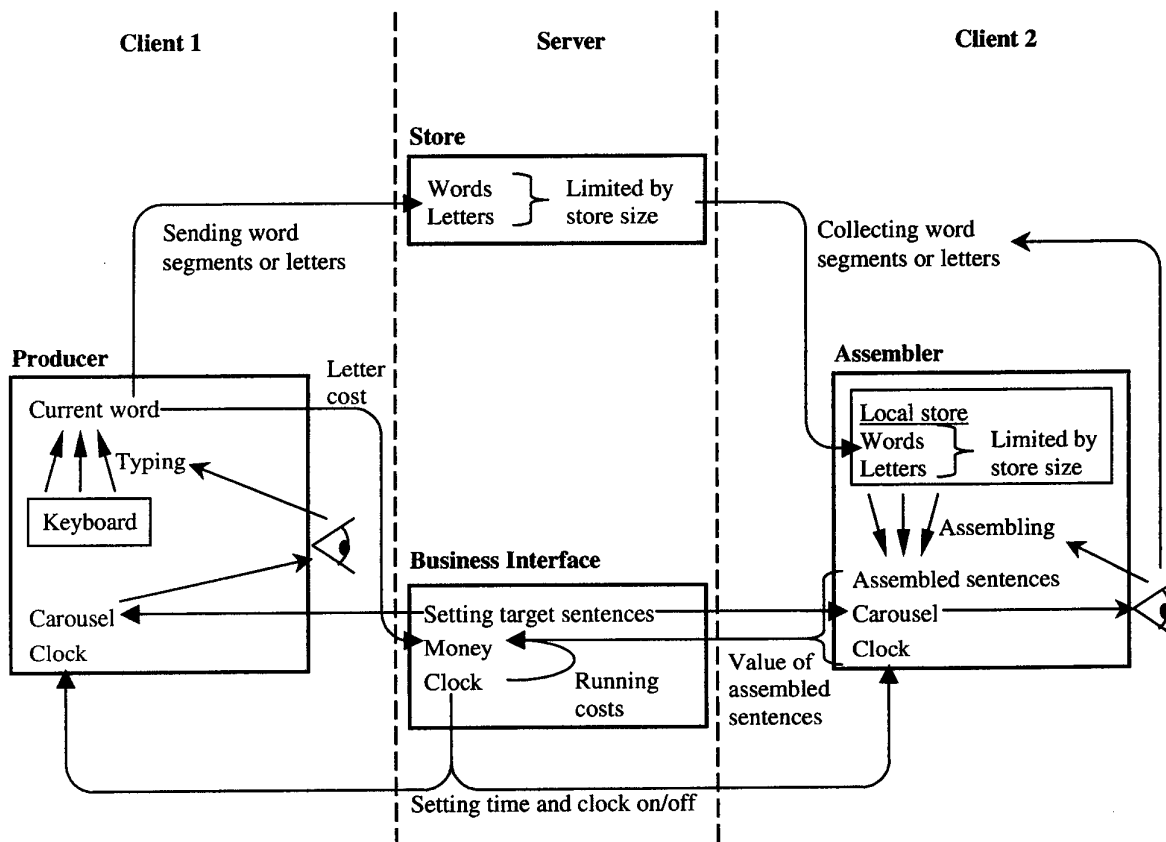 Client 1
Server
Client 2
Store
Words
Letters
Limited by
store size
Sending word
segments or letters
Collecting word
segments or letters
Producer
Letter
cost
Current word
Typing
Keyboard
Carousel
Clock
Business Interface
Setting target sentences
Money
Clock
Running
costs
Assembler
Local store
Words
Letters
Limited by
store size
Assembling
Assembled sentences
Carousel
Clock
Value of
assembled
sentences
Setting time and clock on/off